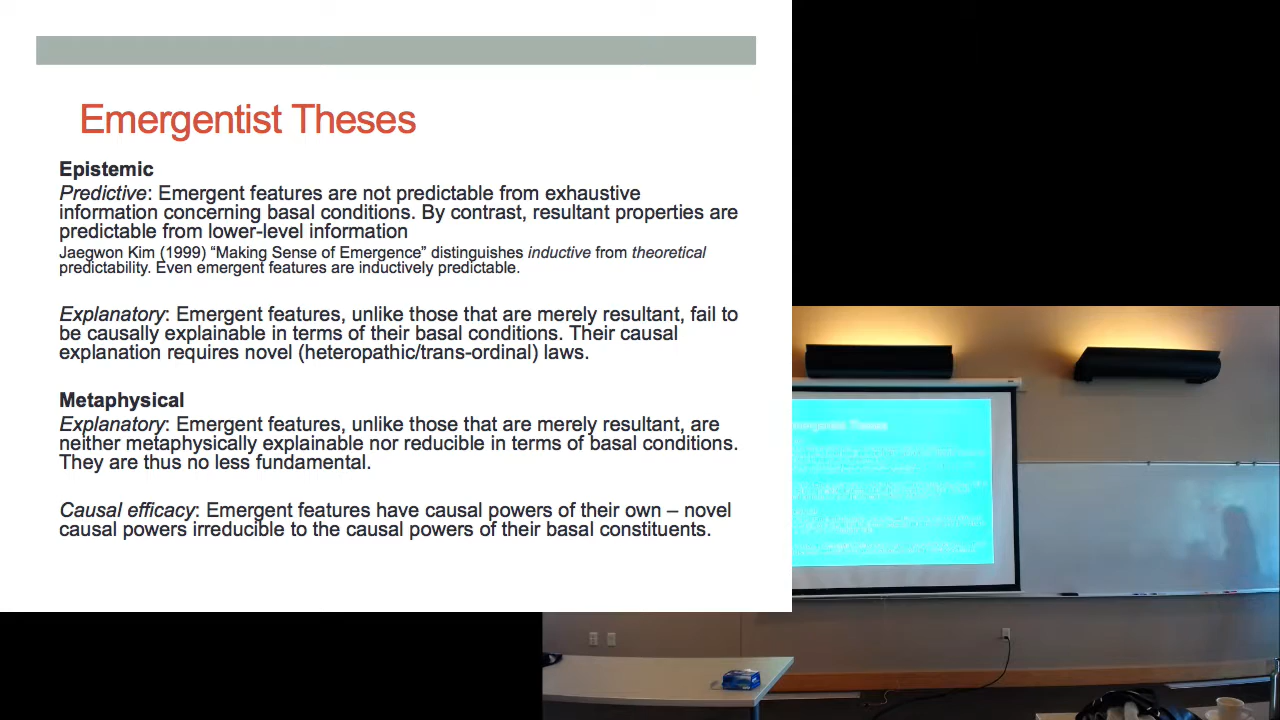 Emergentist Theses
Epistemic
Predictive: Emergent features are not predictable from exhaustive
information concerning basal conditions. By contrast, resultant properties are
predictable from lower-level information
Jaegwon Kim (1999) “Making Sense of Emergence” distinguishes inductive from theoretical
predictability. Even emergent features are inductively predictable.
Explanatory: Emergent features, unlike those that are merely resultant, fail to
be causally explainable in terms of their basal conditions. Their causal
explanation requires novel (heteropathic/trans-ordinal) laws.
Metaphysical
Explanatory: Emergent features, unlike those that are merely resultant, are
neither metaphysically explainable nor reducible in terms of basal conditions.
They are thus no less fundamental.
Causal efficacy: Emergent features have causal powers of their own – novel
causal powers irreducible to the causal powers of their basal constituents.
Theses